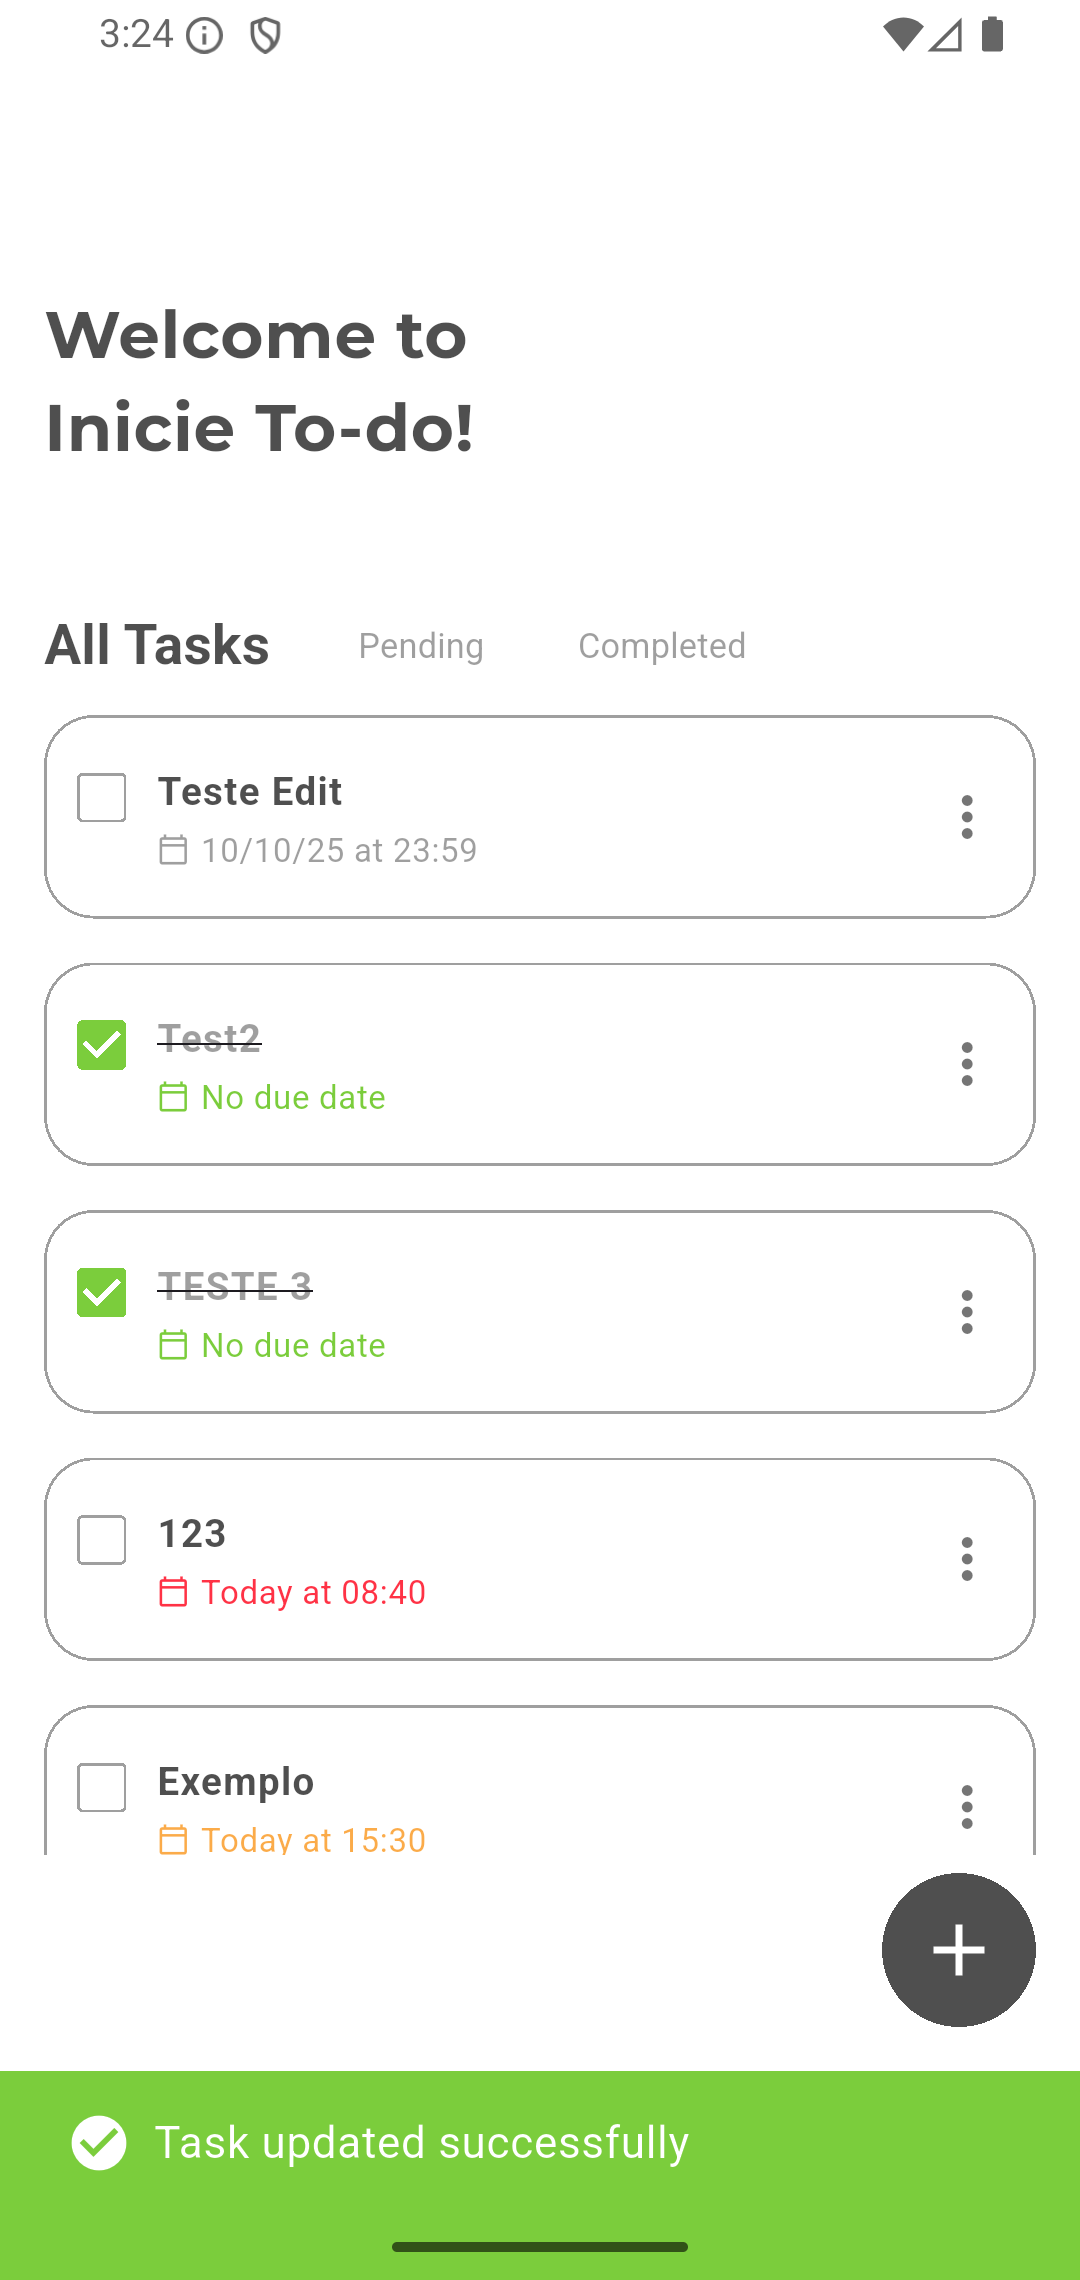 3:24
Welcome to
Inicie To-do!
All Tasks Pending Completed
Teste Edit
10/10/25 at 23:59
Test2
No due date
TESTE 3
No due date
123
Today at 08:40
Exemplo
Today at 15:30
Task updated successfully